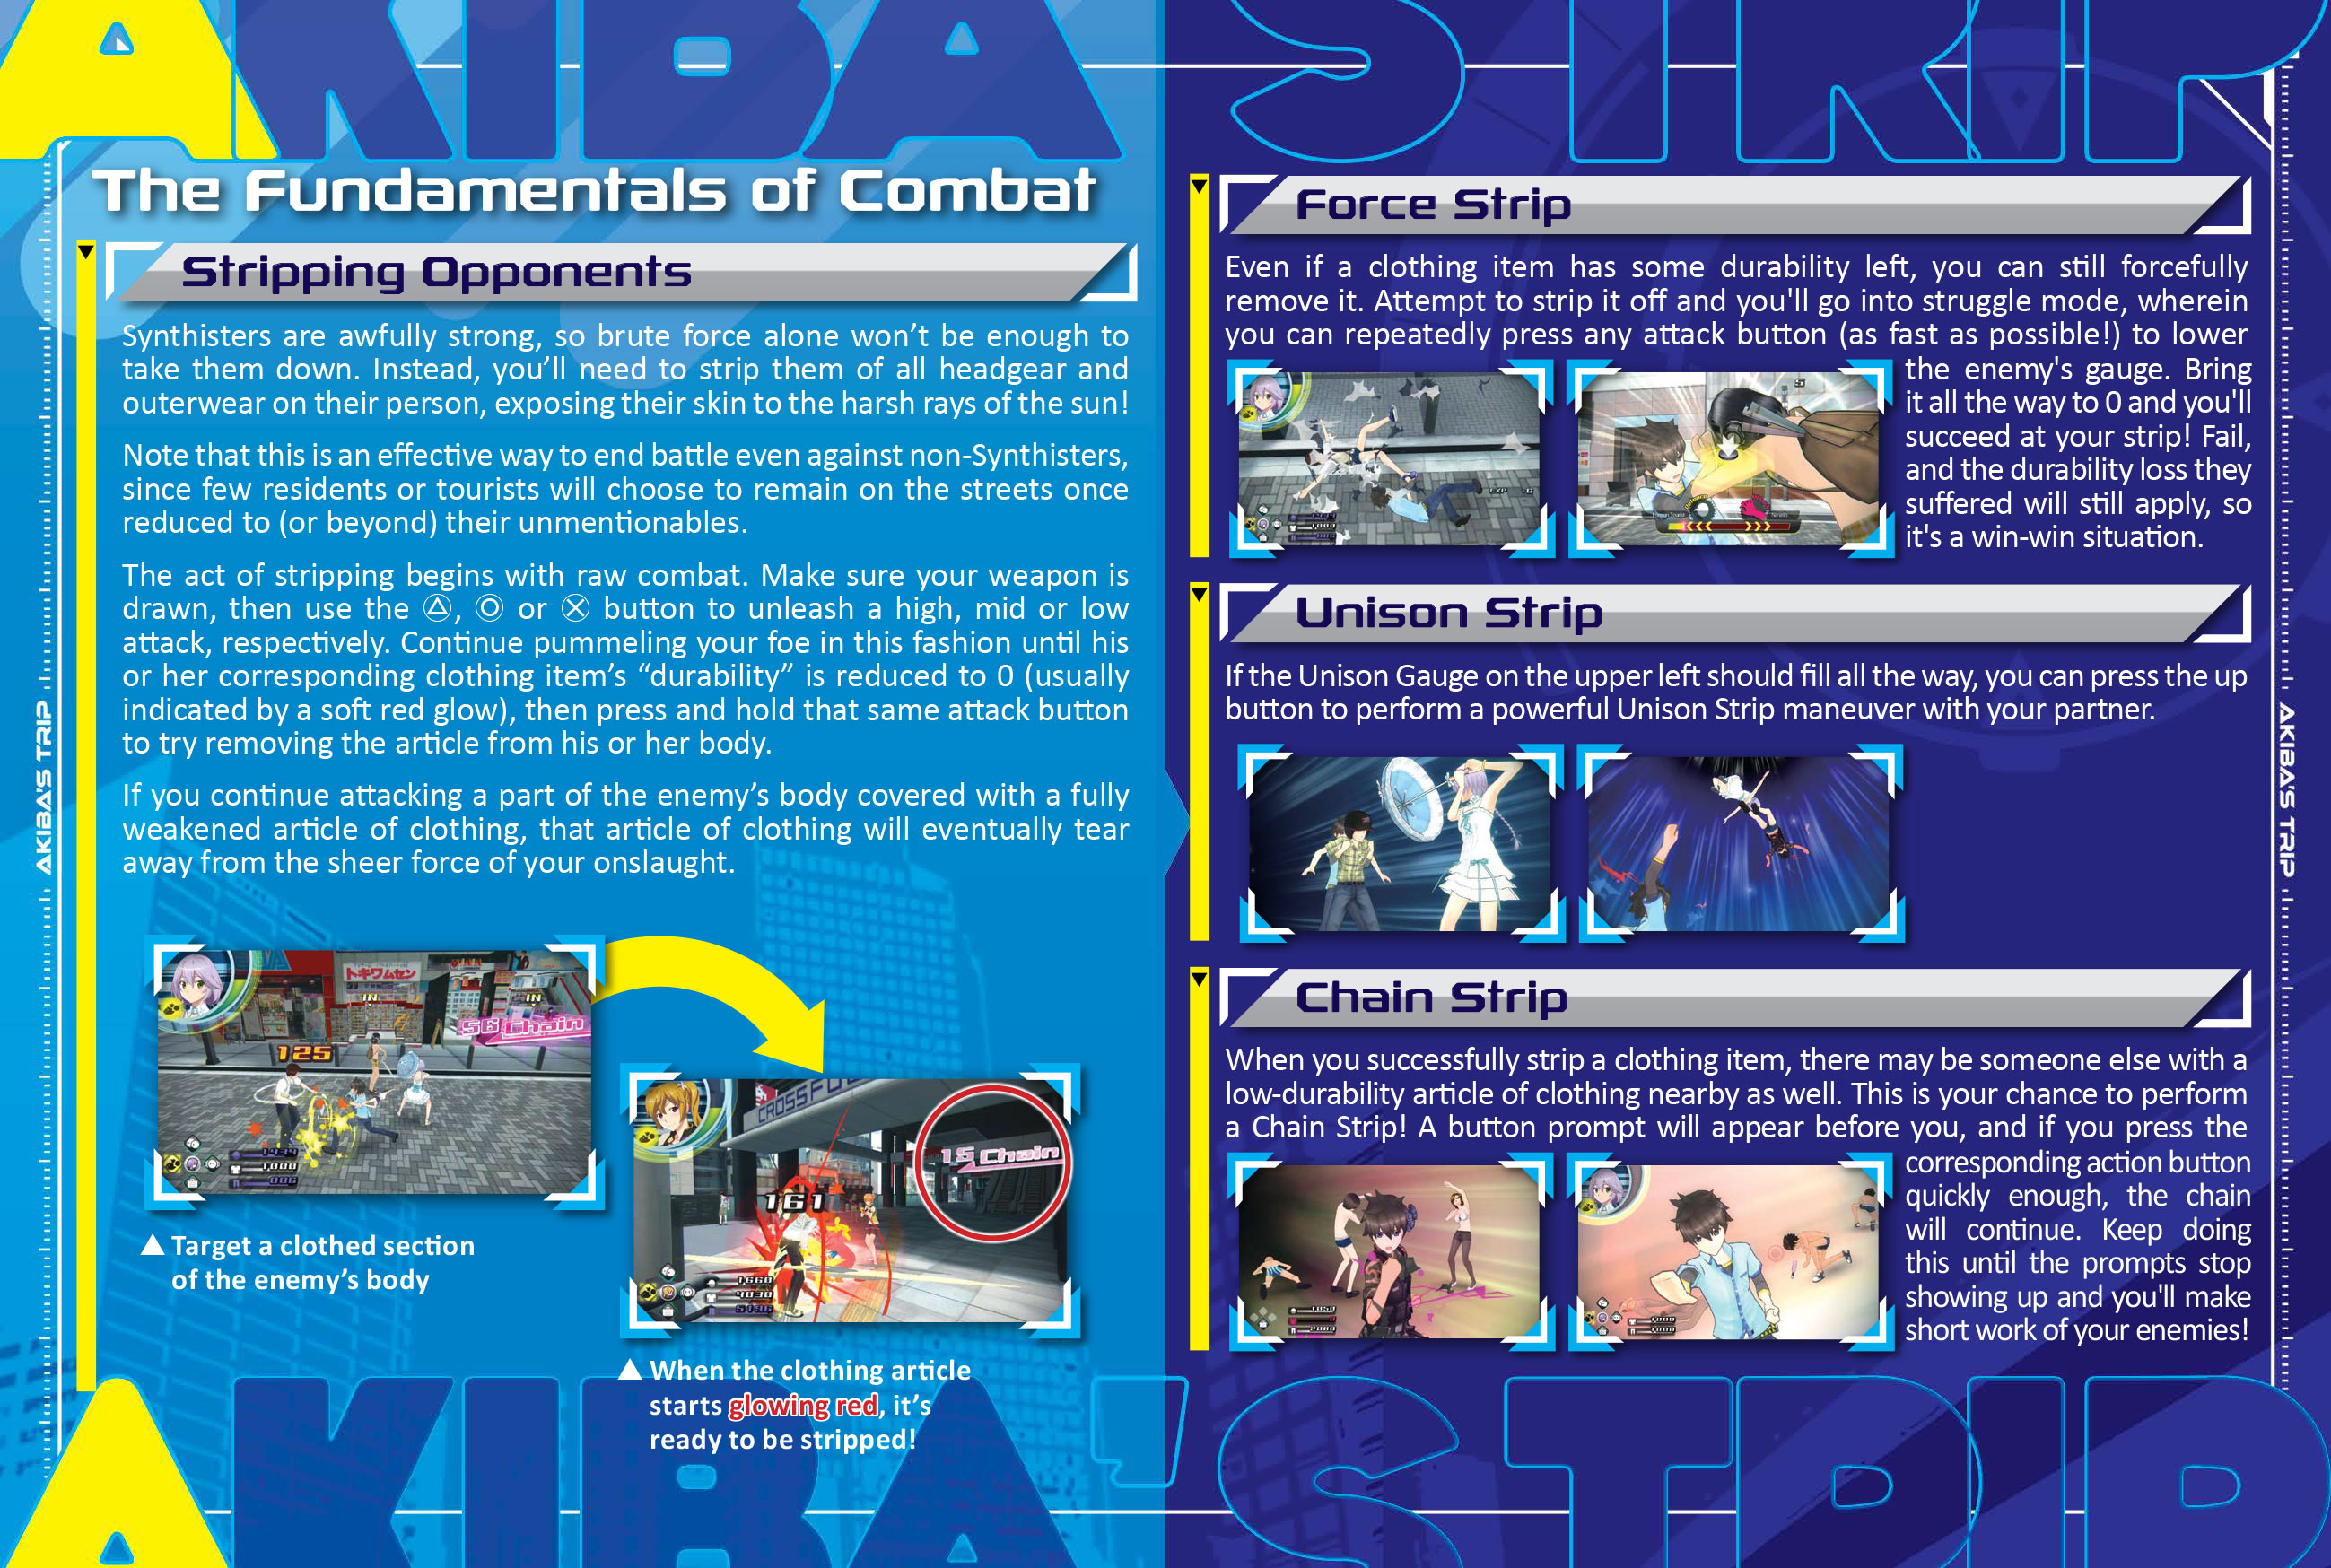 AKIBA'S TRIP
The Fundamentals of Combat
Stripping Opponents
Synthisters are awfully strong, so brute force alone won’t be enough to
take them down. Instead, you’ll need to strip them of all headgear and
outerwear on their person, exposing their skin to the harsh rays of the sun!
Note that this is an effective way to end battle even against non-Synthisters,
since few residents or tourists will choose to remain on the streets once
reduced to (or beyond) their unmentionables.
The act of stripping begins with raw combat. Make sure your weapon is
drawn, then use the △, ○ or ✕ button to unleash a high, mid or low
attack, respectively. Continue pummeling your foe in this fashion until his
or her corresponding clothing item’s “durability” is reduced to 0 (usually
indicated by a soft red glow), then press and hold that same attack button
to try removing the article from his or her body.
If you continue attacking a part of the enemy’s body covered with a fully
weakened article of clothing, that article of clothing will eventually tear
away from the sheer force of your onslaught.
トキワムセン
IN
IN
56 Chain
125
1000
▲ Target a clothed section
of the enemy’s body
15 Chain
161
1660
4930
5196
▲ When the clothing article
starts glowing red, it’s
ready to be stripped!
AKIBA'S TRIP
Force Strip
Even if a clothing item has some durability left, you can still forcefully
remove it. Attempt to strip it off and you'll go into struggle mode, wherein
you can repeatedly press any attack button (as fast as possible!) to lower
the enemy's gauge. Bring
it all the way to 0 and you'll
succeed at your strip! Fail,
and the durability loss they
suffered will still apply, so
it's a win-win situation.
Unison Strip
If the Unison Gauge on the upper left should fill all the way, you can press the up
button to perform a powerful Unison Strip maneuver with your partner.
Chain Strip
When you successfully strip a clothing item, there may be someone else with a
low-durability article of clothing nearby as well. This is your chance to perform
a Chain Strip! A button prompt will appear before you, and if you press the
corresponding action button
quickly enough, the chain
will continue. Keep doing
this until the prompts stop
showing up and you'll make
short work of your enemies!
AKIBA'S TRIP
AKIBA'S TRIP